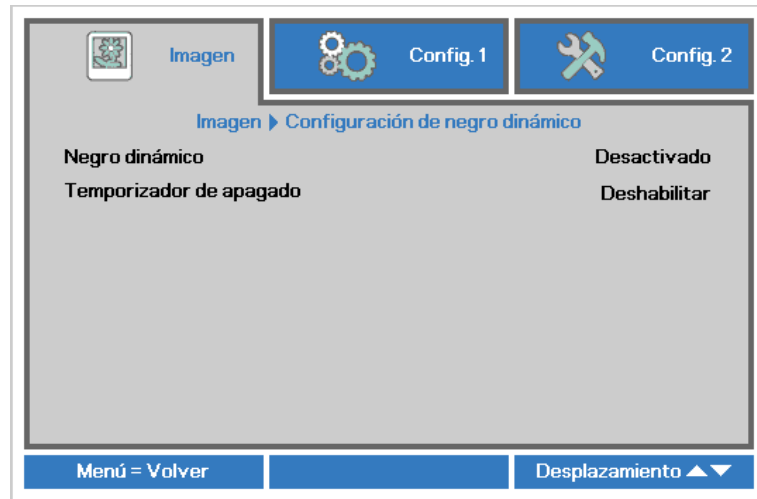 Imagen
Config. 1
Config. 2
Imagen ▶ Configuración de negro dinámico
Negro dinámico Desactivado
Temporizador de apagado Deshabilitar
Menú = Volver
Desplazamiento ▲▼